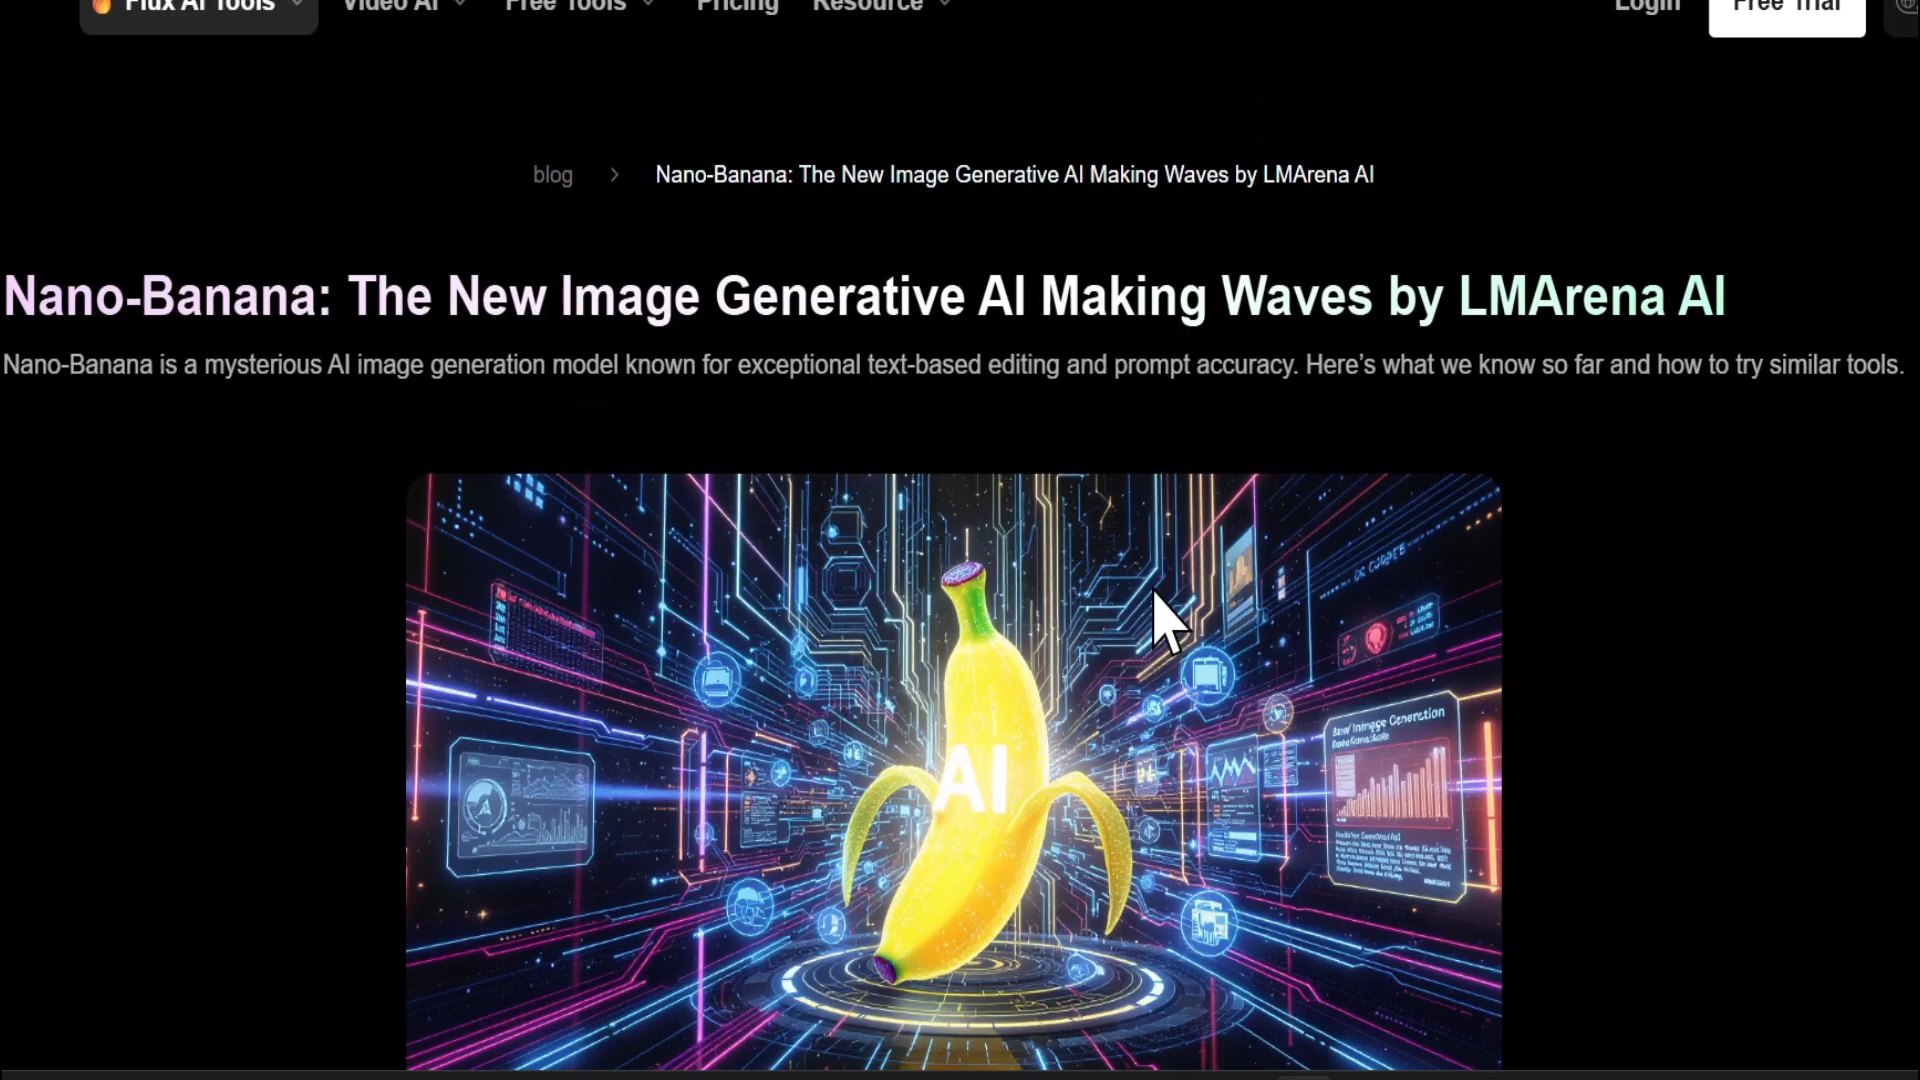 Flux AI Tools
Video AI
Free Tools
Pricing
Resource
Login
Free Trial
blog
Nano-Banana: The New Image Generative AI Making Waves by LMArena AI
Nano-Banana: The New Image Generative AI Making Waves by LMArena AI
Nano-Banana is a mysterious AI image generation model known for exceptional text-based editing and prompt accuracy. Here’s what we know so far and how to try similar tools.
AI